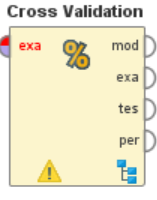 Cross Validation
exa
%
mod
exa
tes
per